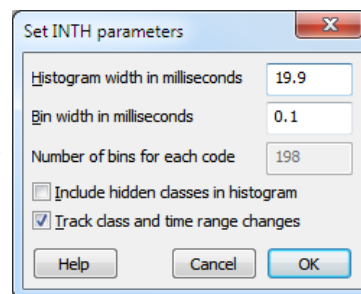 Set INTH parameters
Histogram width in milliseconds 19.9
Bin width in milliseconds 0.1
Number of bins for each code 198
Include hidden classes in histogram
Track class and time range changes
Help Cancel OK